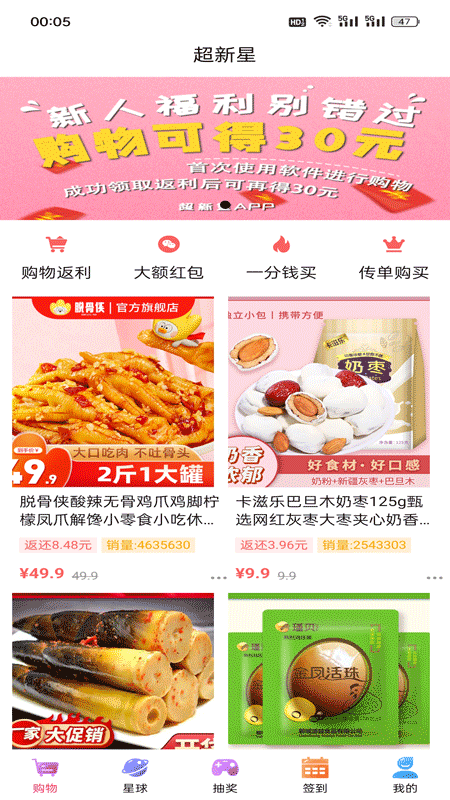 00:05
HD 5G 5G 47
超新星
新人福利别错过
购物可得30元
首次使用软件进行购物
成功领取返利后可再得30元
超新星APP
购物返利
大额红包
一分钱买
传单购买
脱骨侠 | 官方旗舰店
大口吃肉 不吐骨头
49.9
2斤1大罐
脱骨侠酸辣无骨鸡爪鸡脚柠
檬凤爪解馋小零食小吃休...
返还8.48元
销量:4635630
¥49.9 49.9
独立小包 | 携带方便
卡滋乐
奶枣
奶香
浓郁
好食材·好口感
奶粉+新疆灰枣+巴旦木
卡滋乐巴旦木奶枣125g甄
选网红灰枣大枣夹心奶香...
返还3.96元
销量:2543303
¥9.9 9.9
家大促销
金凤活珠
购物
星球
抽奖
签到
我的